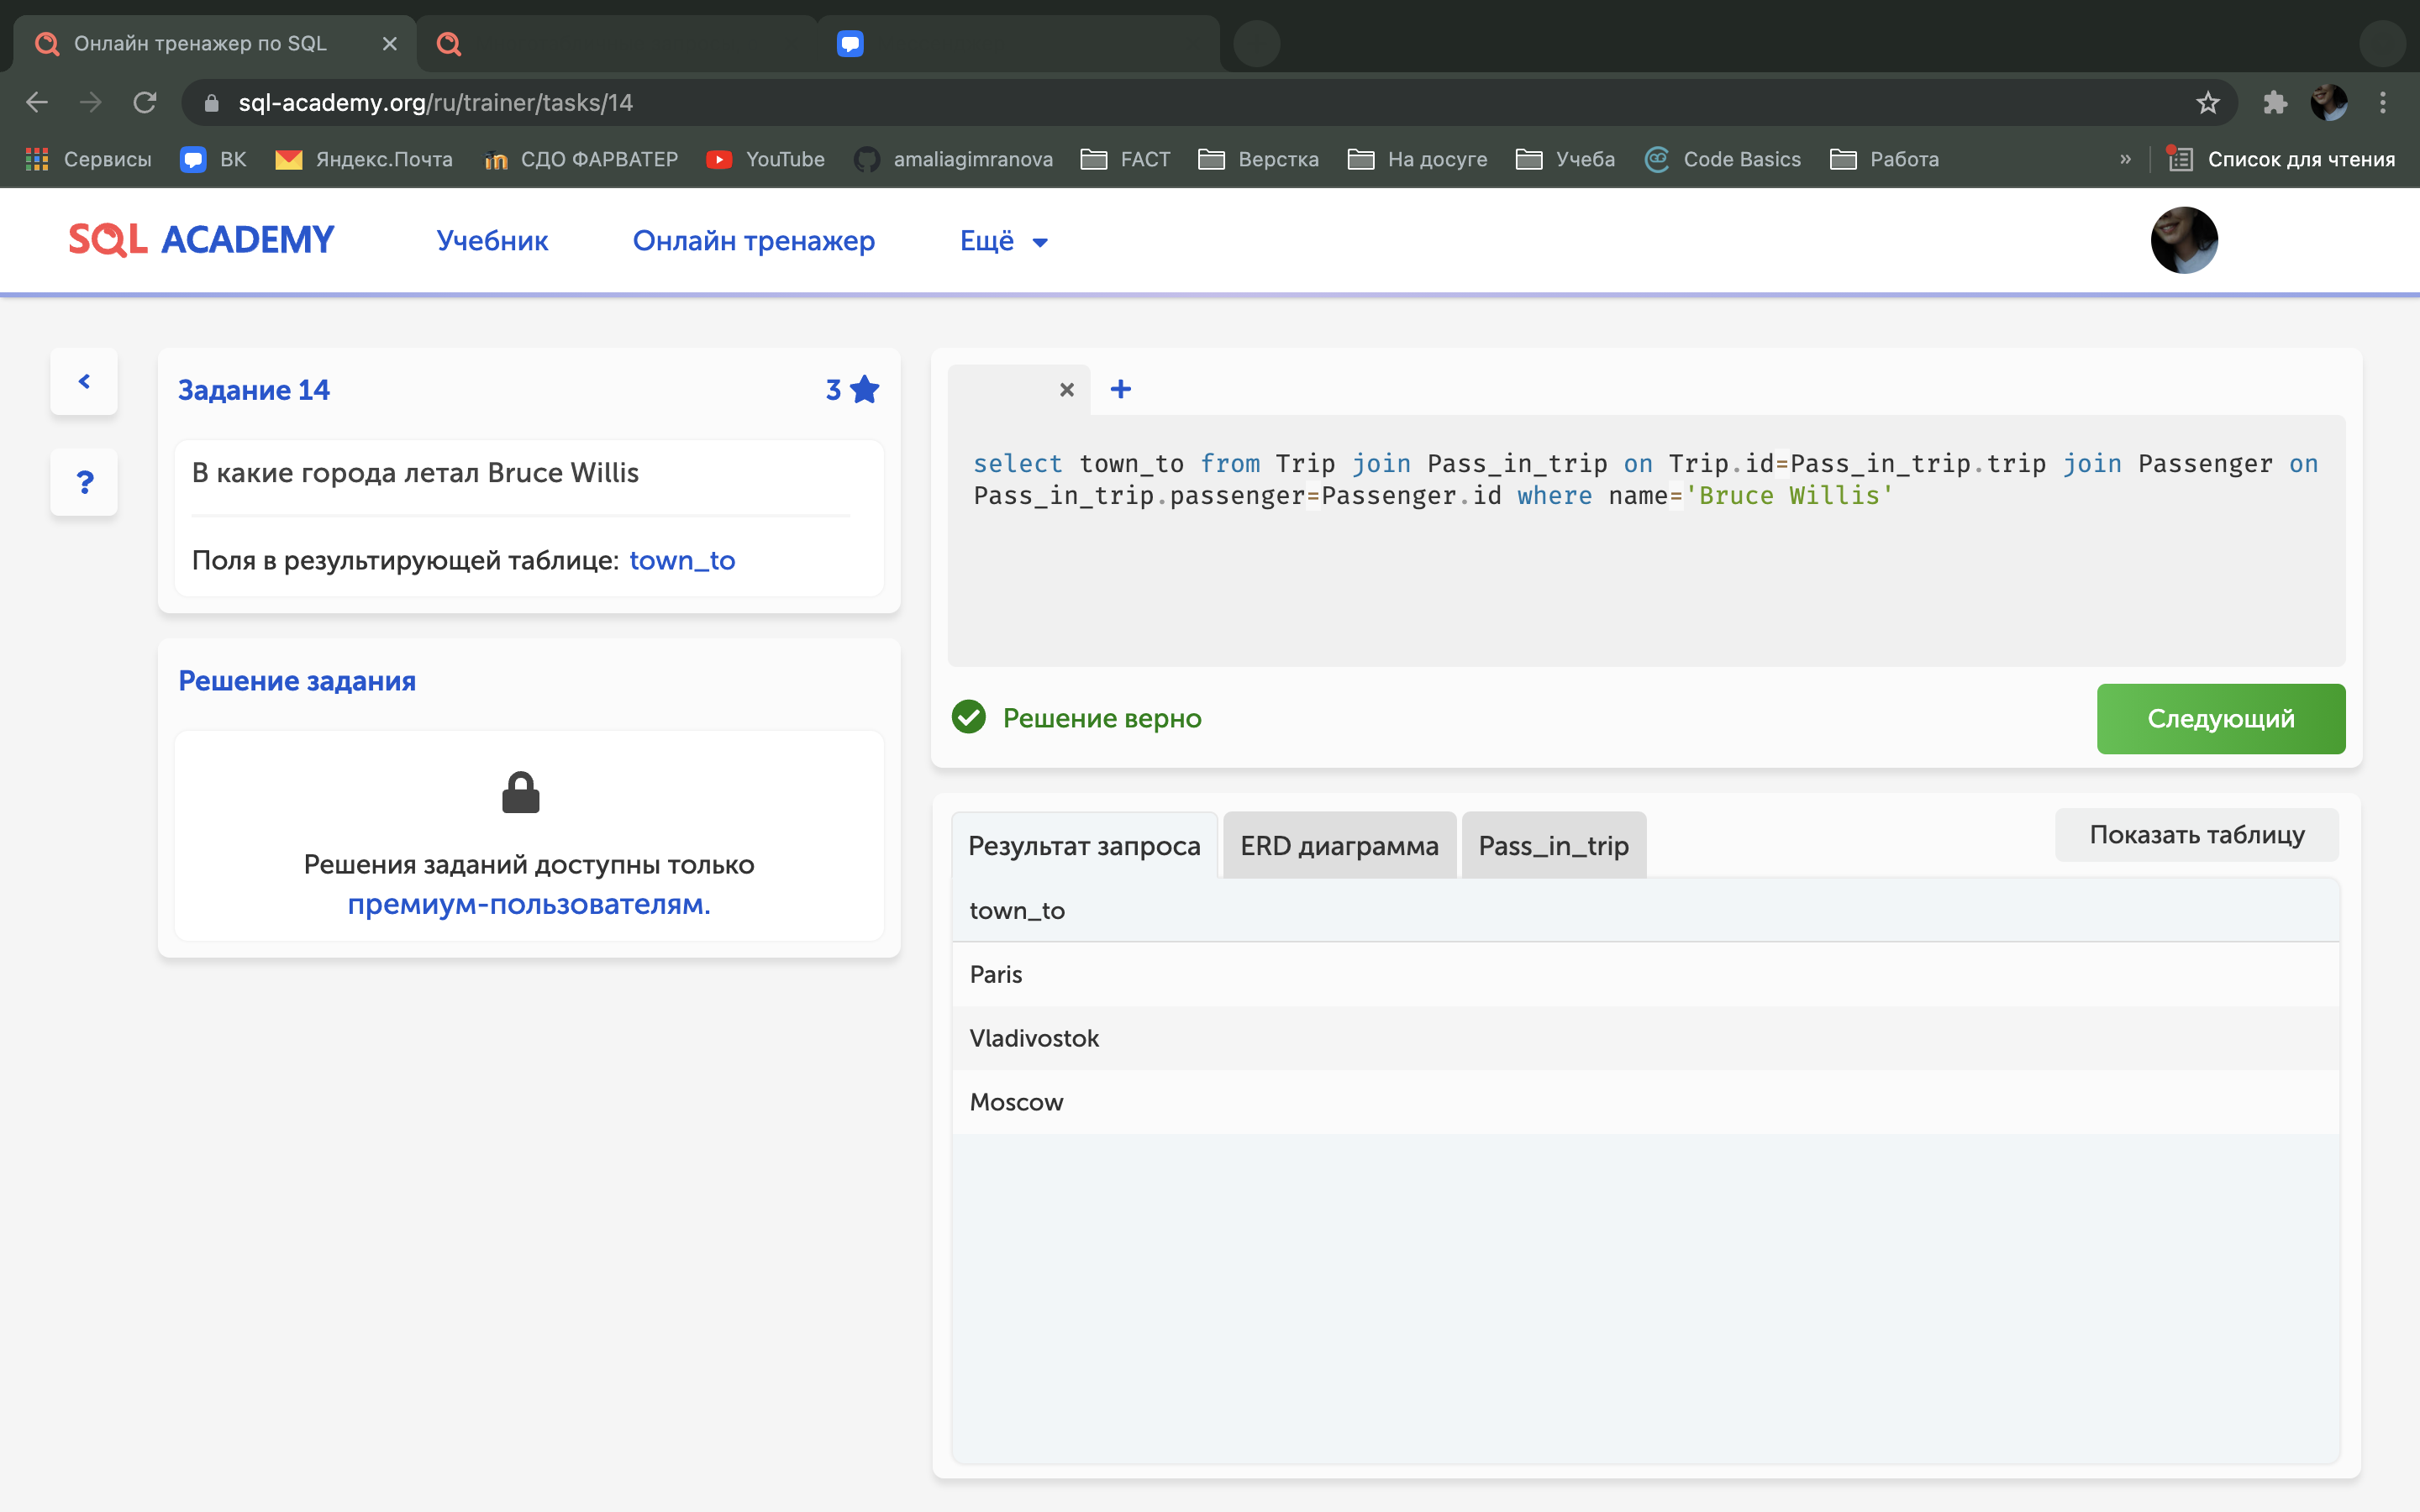 Онлайн тренажер по SQL
sql-academy.org/ru/trainer/tasks/14
Сервисы ВК Яндекс.Почта СДО ФАРВАТЕР YouTube amaliagimranova FACT Верстка На досуге Учеба Code Basics Работа » Список для чтения
SQL ACADEMY Учебник Онлайн тренажер Ещё
Задание 14 3
В какие города летал Bruce Willis
Поля в результирующей таблице: town_to
?
Решение задания
Решения заданий доступны только
премиум-пользователям.
select town_to from Trip join Pass_in_trip on Trip.id=Pass_in_trip.trip join Passenger on
Pass_in_trip.passenger=Passenger.id where name='Bruce Willis'
Решение верно
Следующий
Результат запроса ERD диаграмма Pass_in_trip
Показать таблицу
town_to
Paris
Vladivostok
Moscow